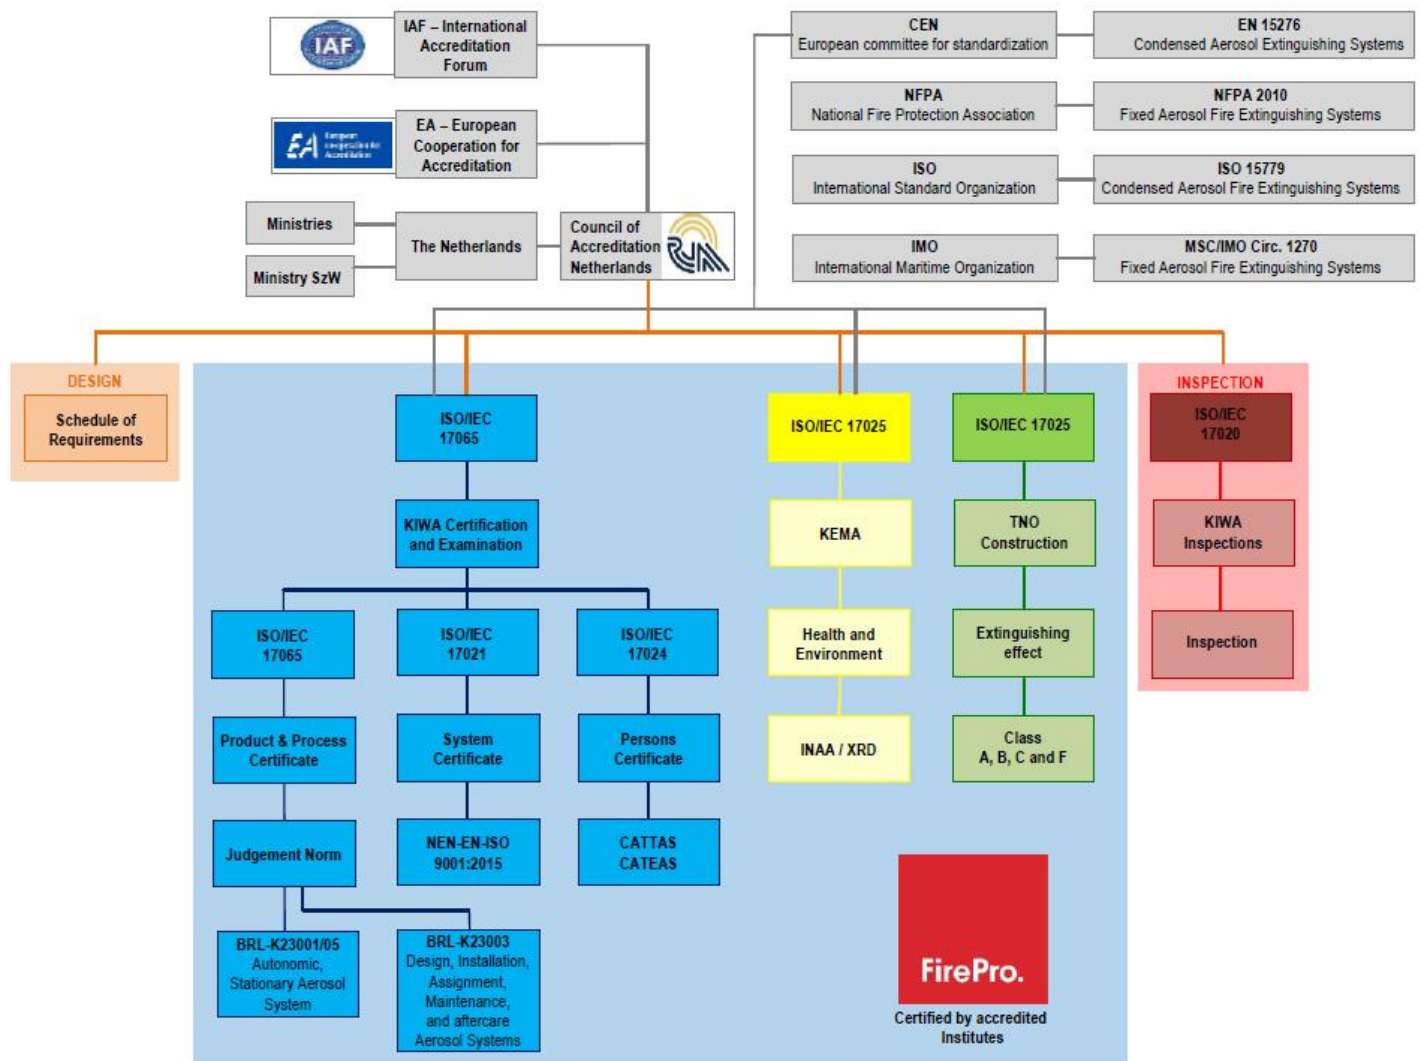 IAF
IAF – International
Accreditation
Forum
EA
European
cooperation for
Accreditation
EA – European
Cooperation for
Accreditation
Ministries
Ministry SzW
The Netherlands
Council of
Accreditation
Netherlands
CEN
European committee for standardization
EN 15276
Condensed Aerosol Extinguishing Systems
NFPA
National Fire Protection Association
NFPA 2010
Fixed Aerosol Fire Extinguishing Systems
ISO
International Standard Organization
ISO 15779
Condensed Aerosol Fire Extinguishing Systems
IMO
International Maritime Organization
MSC/IMO Circ. 1270
Fixed Aerosol Fire Extinguishing Systems
DESIGN
Schedule of
Requirements
ISO/IEC
17065
KIWA Certification
and Examination
ISO/IEC
17065
Product & Process
Certificate
Judgement Norm
BRL-K23001/05
Autonomic,
Stationary Aerosol
System
BRL-K23003
Design, Installation,
Assignment,
Maintenance,
and aftercare
Aerosol Systems
ISO/IEC
17021
System
Certificate
NEN-EN-ISO
9001:2015
ISO/IEC
17024
Persons
Certificate
CATTAS
CATEAS
ISO/IEC 17025
KEMA
Health and
Environment
INAA / XRD
ISO/IEC 17025
TNO
Construction
Extinguishing
effect
Class
A, B, C and F
INSPECTION
ISO/IEC
17020
KIWA
Inspections
Inspection
FirePro.
Certified by accredited
Institutes